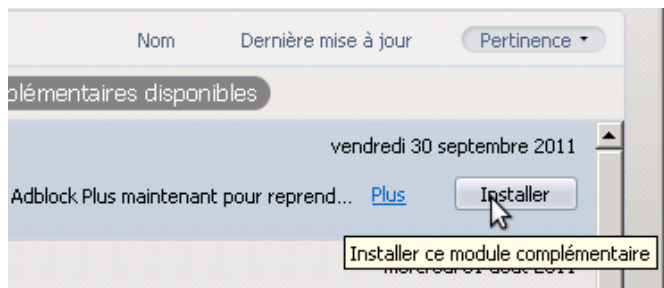 Nom Dernière mise à jour Pertinence
plémentaires disponibles
vendredi 30 septembre 2011
Adblock Plus maintenant pour reprend... Plus Installer
Installer ce module complémentaire
2011